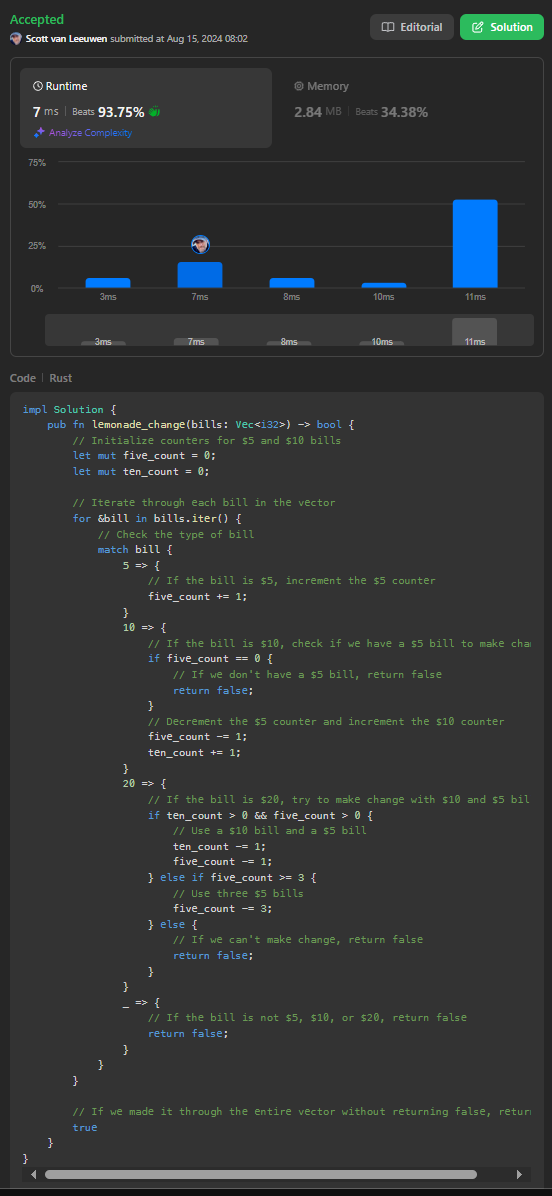 Accepted
Editorial
Solution
Scott van Leeuwen submitted at Aug 15, 2024 08:02
Runtime
7 ms | Beats 93.75%
Analyze Complexity
Memory
2.84 MB | Beats 34.38%
75%
50%
25%
0%
3ms 7ms 8ms 10ms 11ms
3ms 7ms 8ms 10ms 11ms
Code | Rust
impl Solution {
    pub fn lemonade_change(bills: Vec<i32>) -> bool {
        // Initialize counters for $5 and $10 bills
        let mut five_count = 0;
        let mut ten_count = 0;

        // Iterate through each bill in the vector
        for &bill in bills.iter() {
            // Check the type of bill
            match bill {
                5 => {
                    // If the bill is $5, increment the $5 counter
                    five_count += 1;
                }
                10 => {
                    // If the bill is $10, check if we have a $5 bill to make chan
                    if five_count == 0 {
                        // If we don't have a $5 bill, return false
                        return false;
                    }
                    // Decrement the $5 counter and increment the $10 counter
                    five_count -= 1;
                    ten_count += 1;
                }
                20 => {
                    // If the bill is $20, try to make change with $10 and $5 bil
                    if ten_count > 0 && five_count > 0 {
                        // Use a $10 bill and a $5 bill
                        ten_count -= 1;
                        five_count -= 1;
                    } else if five_count >= 3 {
                        // Use three $5 bills
                        five_count -= 3;
                    } else {
                        // If we can't make change, return false
                        return false;
                    }
                }
                _ => {
                    // If the bill is not $5, $10, or $20, return false
                    return false;
                }
            }
        }

        // If we made it through the entire vector without returning false, retur
        true
    }
}